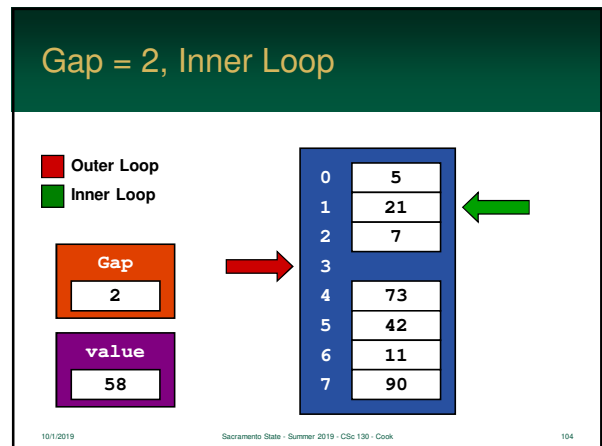 Gap = 2, Inner Loop
Outer Loop
Inner Loop
Gap
2
value
58
0 5
1 21
2 7
3
4 73
5 42
6 11
7 90
10/1/2019 Sacramento State - Summer 2019 - CSc 130 - Cook 104